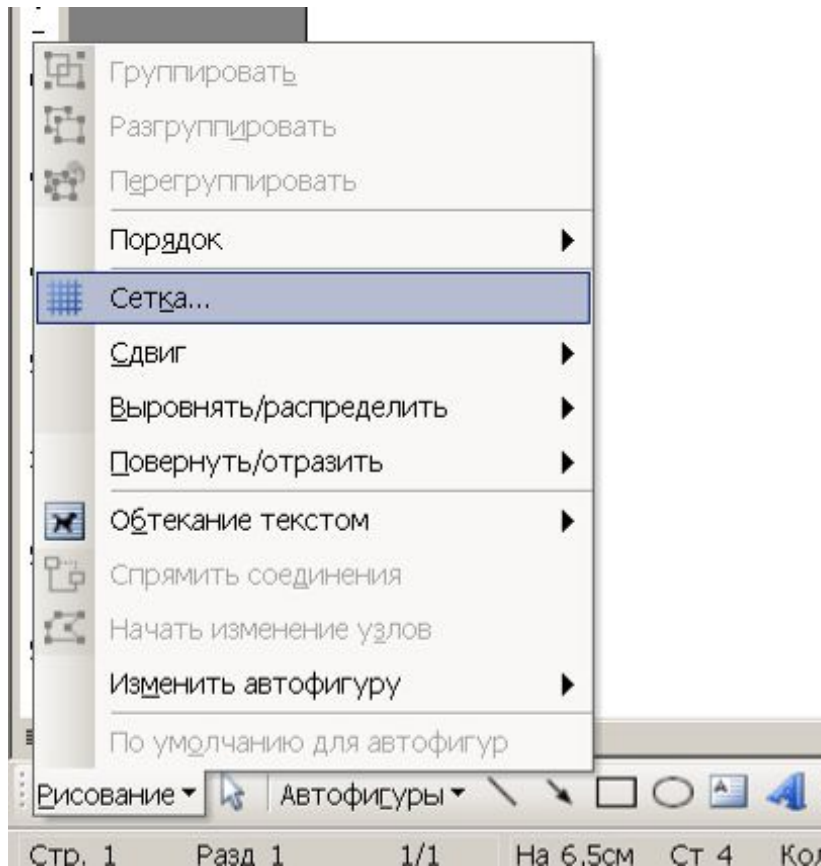 Группировать
Разгруппировать
Перегруппировать
Порядок
Сетка...
Сдвиг
Выровнять/распределить
Повернуть/отразить
Обтекание текстом
Спрямить соединения
Начать изменение узлов
Изменить автофигуру
По умолчанию для автофигур
Рисование Автофигуры
Стр. 1 Разд 1 1/1 На 6,5см Ст 4 Кол